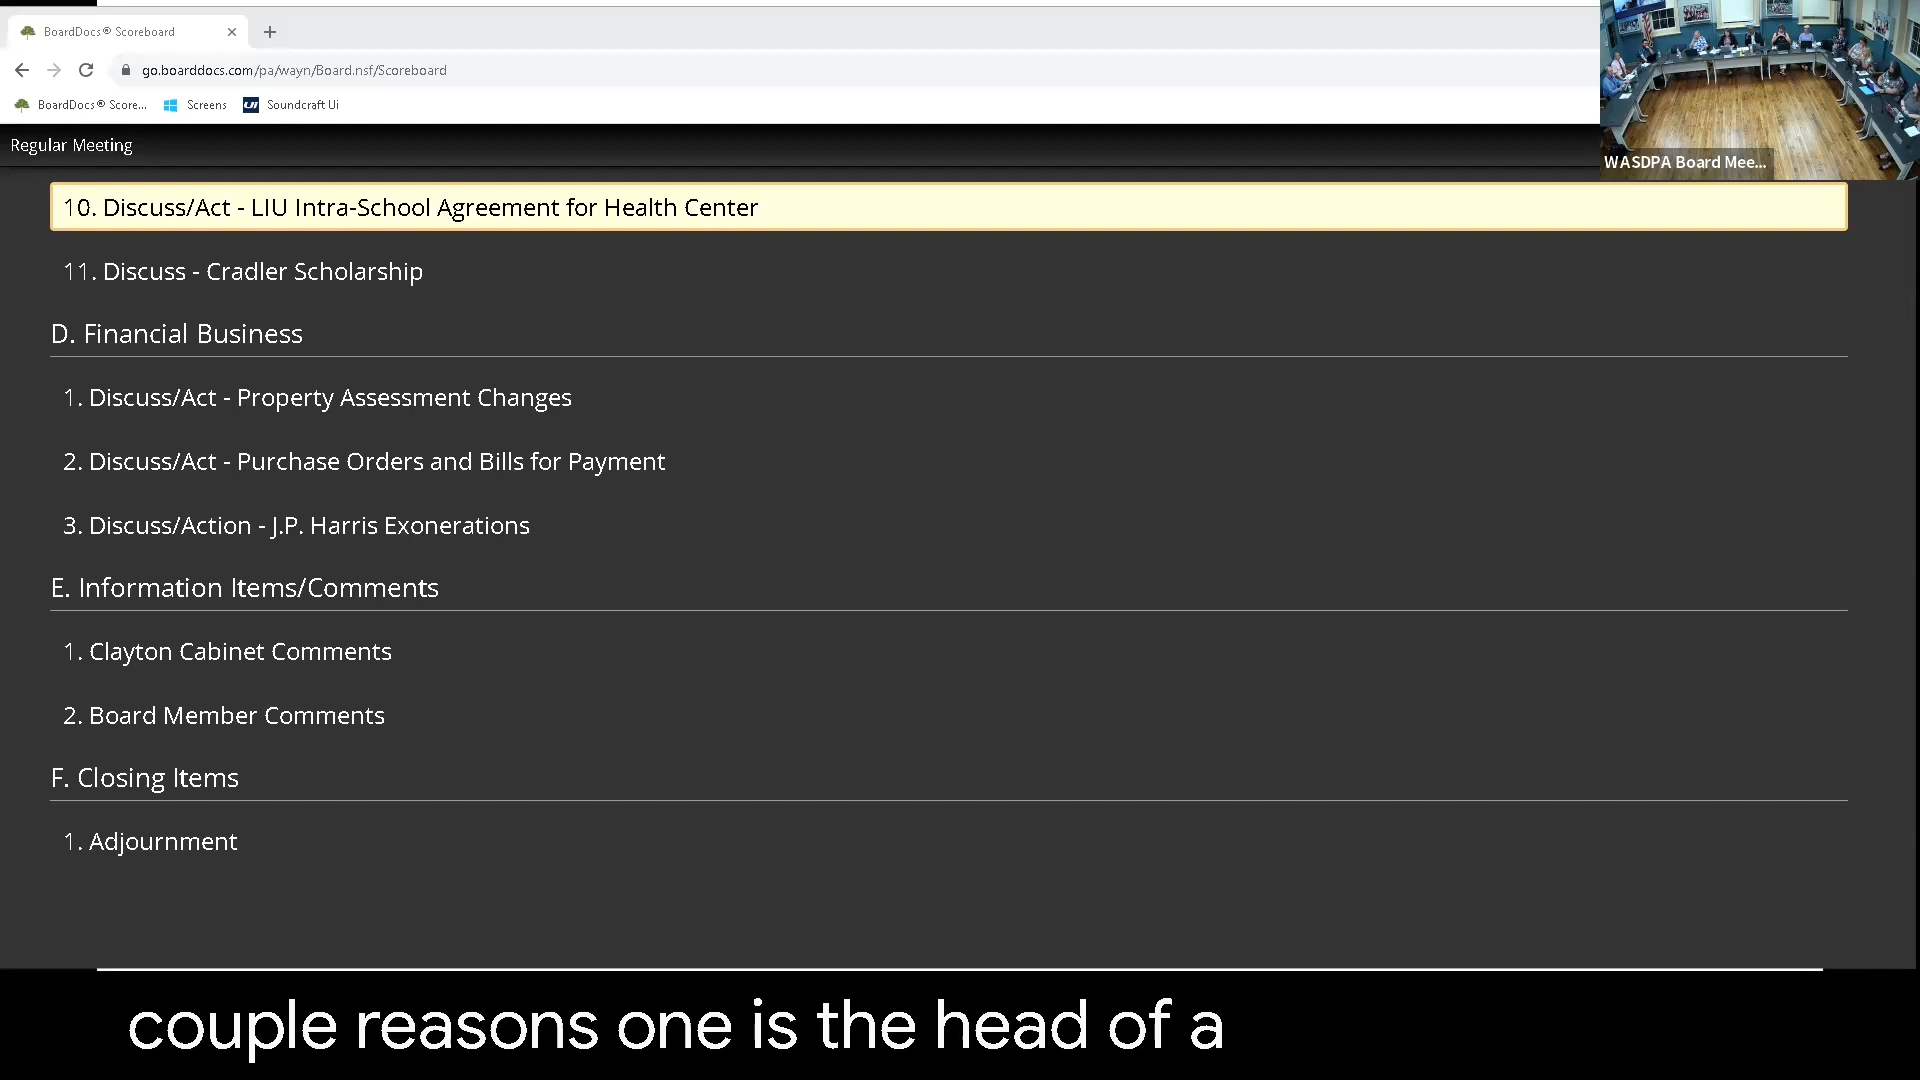 BoardDocs® Scoreboard
go.boarddocs.com/pa/wayn/Board.nsf/Scoreboard
BoardDocs® Score... Screens UI Soundcraft Ui
WASDPA Board Mee...
Regular Meeting
10. Discuss/Act - LIU Intra-School Agreement for Health Center
11. Discuss - Cradler Scholarship
D. Financial Business
1. Discuss/Act - Property Assessment Changes
2. Discuss/Act - Purchase Orders and Bills for Payment
3. Discuss/Action - J.P. Harris Exonerations
E. Information Items/Comments
1. Clayton Cabinet Comments
2. Board Member Comments
F. Closing Items
1. Adjournment
couple reasons one is the head of a